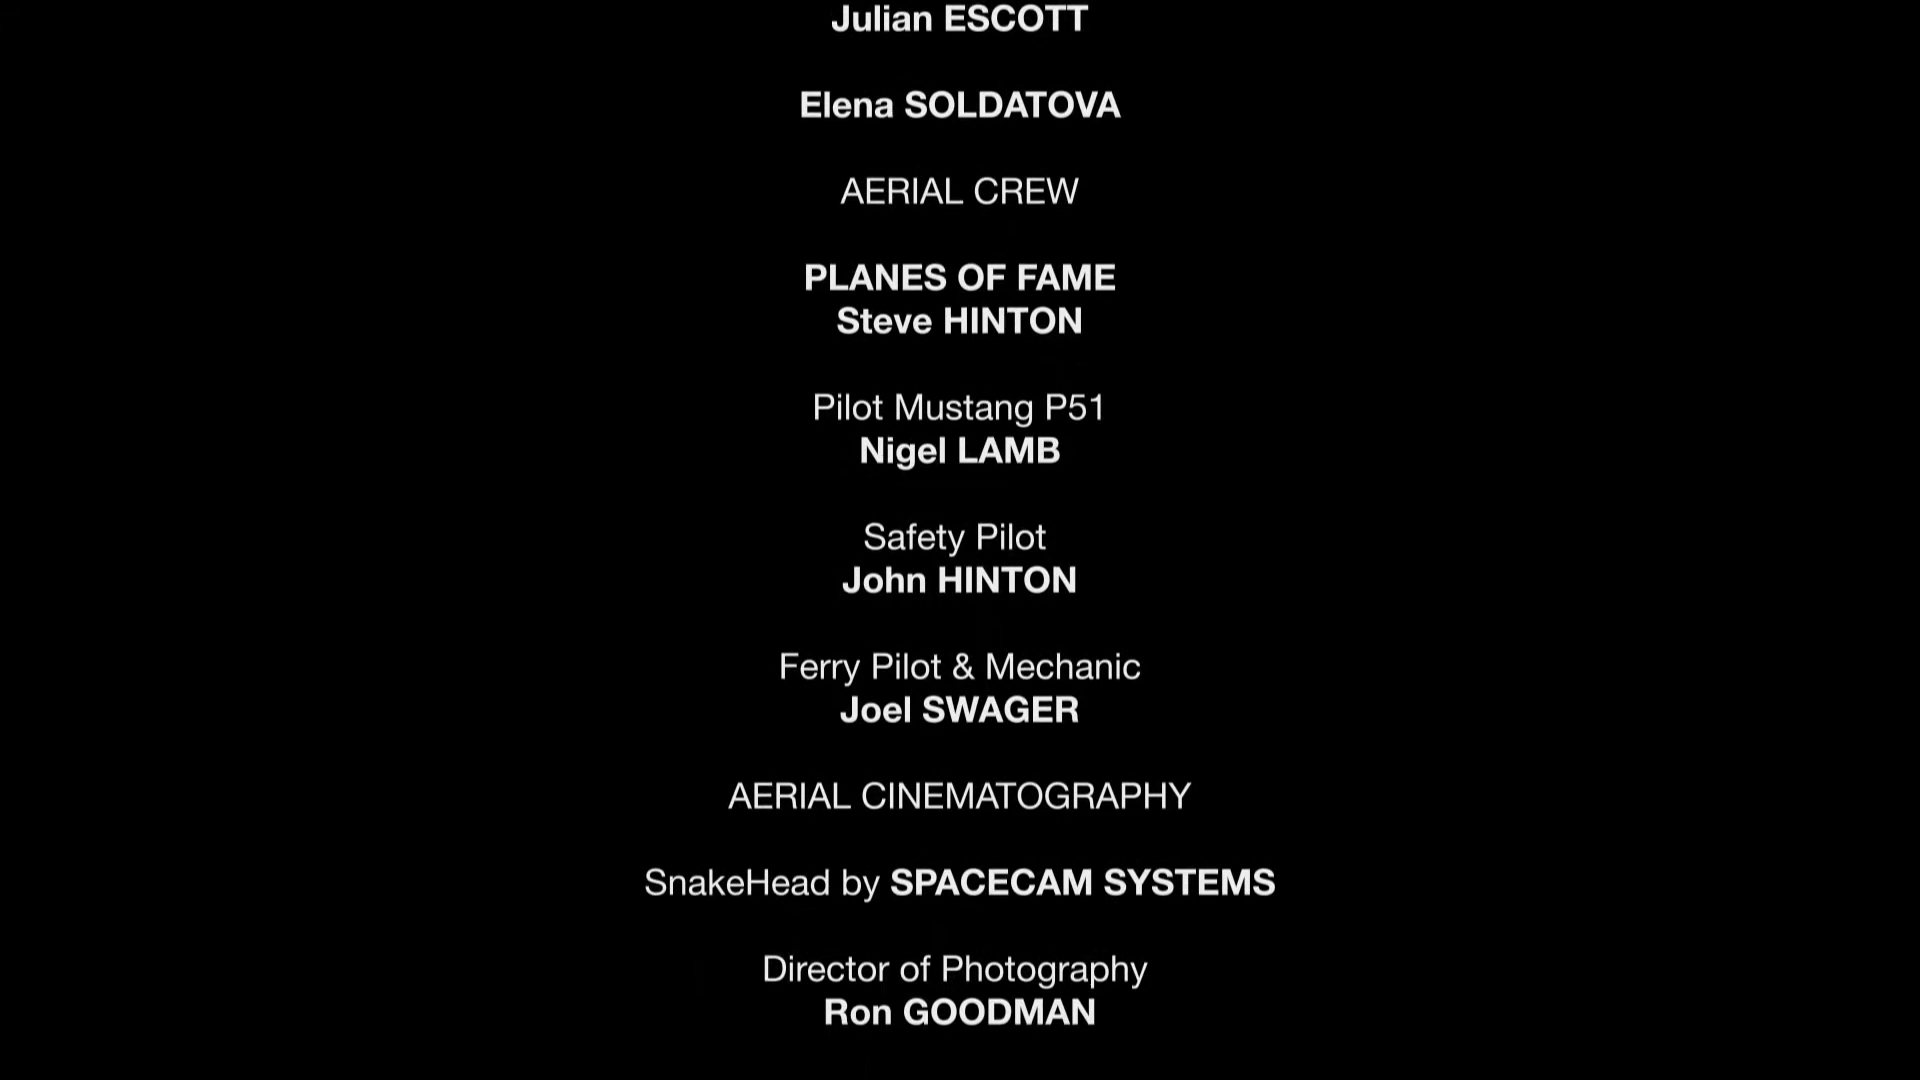 Julian ESCOTT
Elena SOLDATOVA
AERIAL CREW
PLANES OF FAME
Steve HINTON
Pilot Mustang P51
Nigel LAMB
Safety Pilot
John HINTON
Ferry Pilot & Mechanic
Joel SWAGER
AERIAL CINEMATOGRAPHY
SnakeHead by SPACECAM SYSTEMS
Director of Photography
Ron GOODMAN